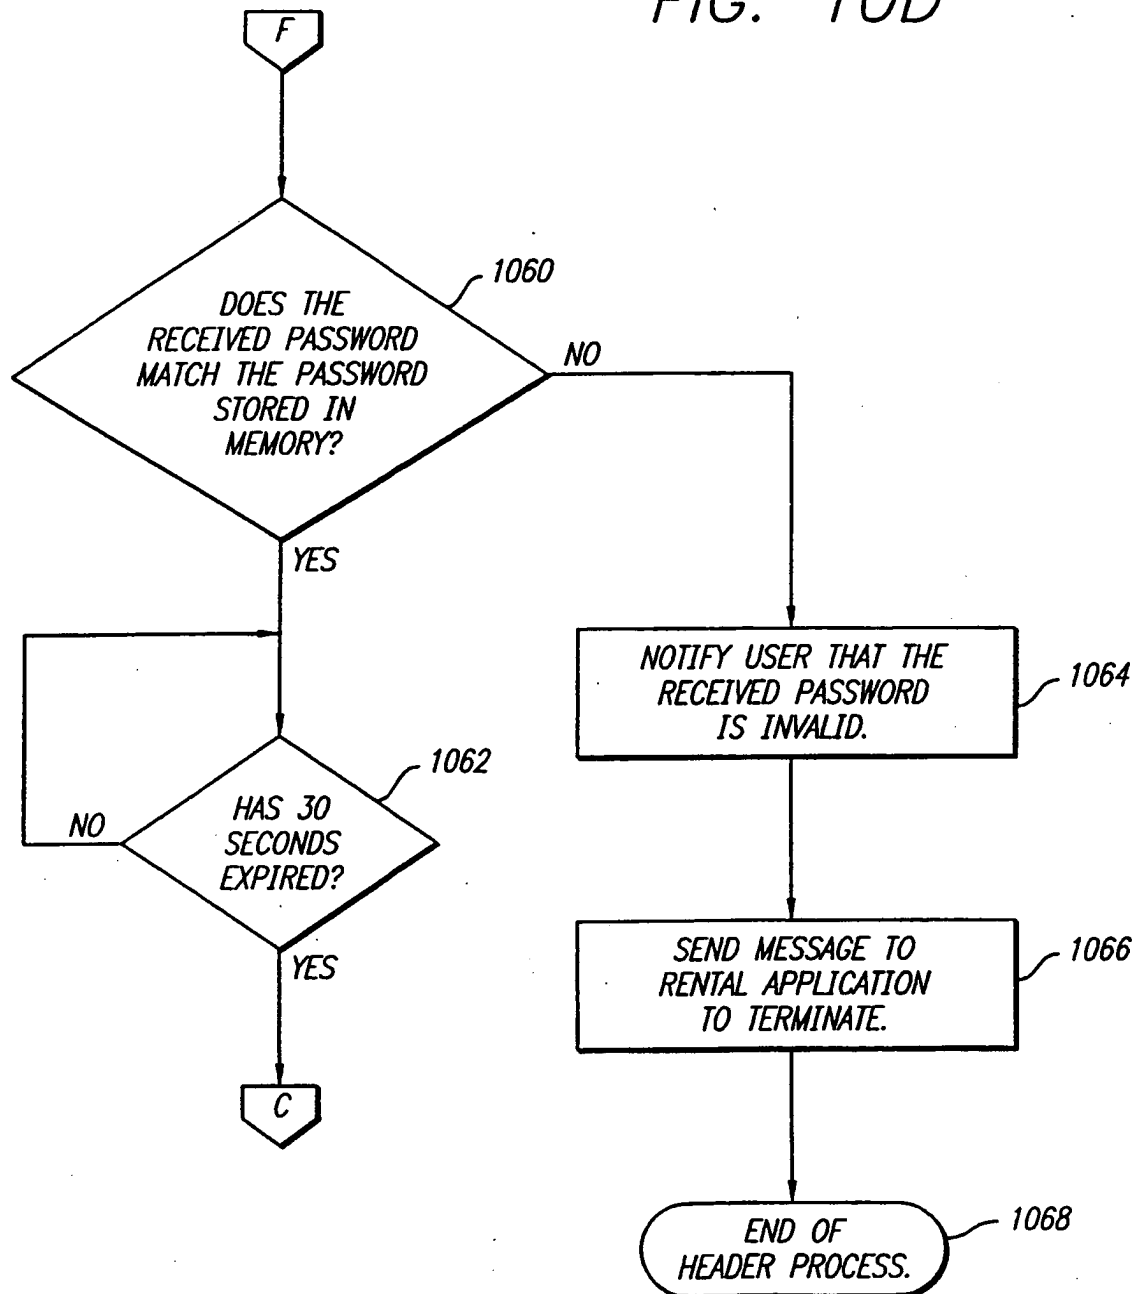 FIG. 10D
F
1060
DOES THE
RECEIVED PASSWORD
MATCH THE PASSWORD
STORED IN
MEMORY?
NO
YES
NOTIFY USER THAT THE
RECEIVED PASSWORD
IS INVALID.
1064
1062
HAS 30
SECONDS
EXPIRED?
NO
YES
SEND MESSAGE TO
RENTAL APPLICATION
TO TERMINATE.
1066
C
END OF
HEADER PROCESS.
1068